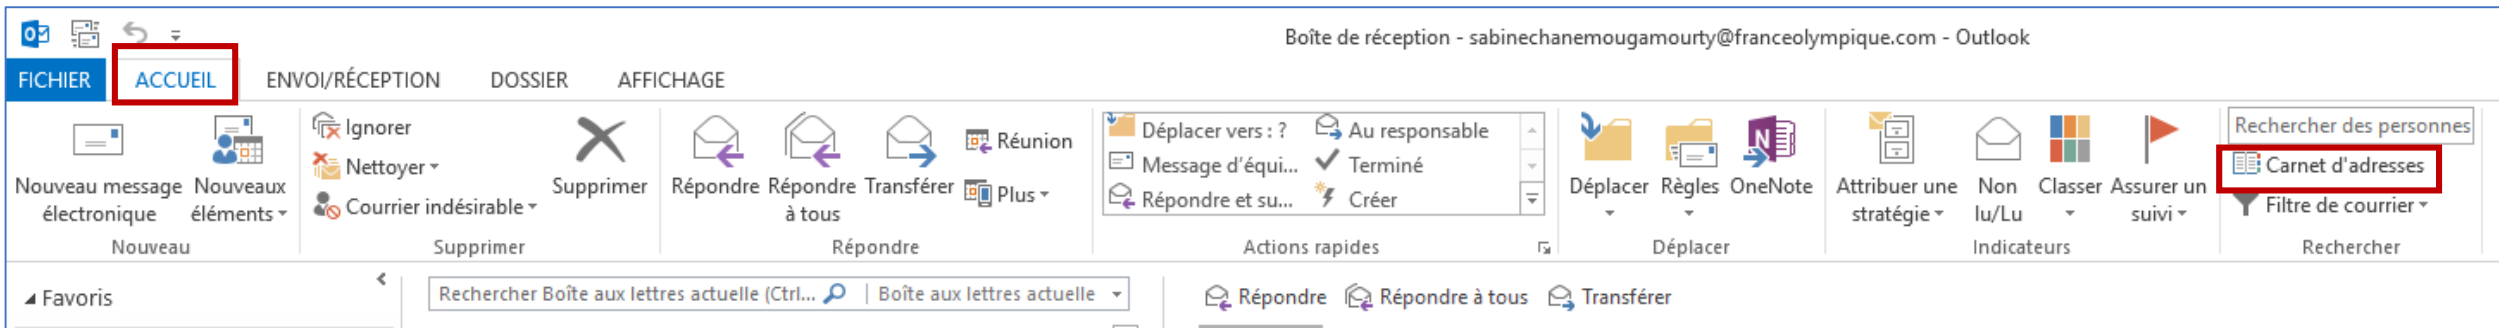 Boîte de réception - sabinechanemougamourty@franceolympique.com - Outlook
FICHIER ACCUEIL ENVOI/RÉCEPTION DOSSIER AFFICHAGE
Nouveau message électronique
Nouveaux éléments
Nouveau
Ignorer
Nettoyer
Courrier indésirable
Supprimer
Supprimer
Répondre
Répondre à tous
Transférer
Réunion
Plus
Répondre
Déplacer vers : ?
Message d'équi...
Répondre et su...
Au responsable
Terminé
Créer
Actions rapides
Déplacer
Règles
OneNote
Déplacer
Attribuer une stratégie
Non lu/Lu
Classer
Assurer un suivi
Indicateurs
Rechercher des personnes
Carnet d'adresses
Filtre de courrier
Rechercher
Favoris
Rechercher Boîte aux lettres actuelle (Ctrl... Boîte aux lettres actuelle
Répondre Répondre à tous Transférer